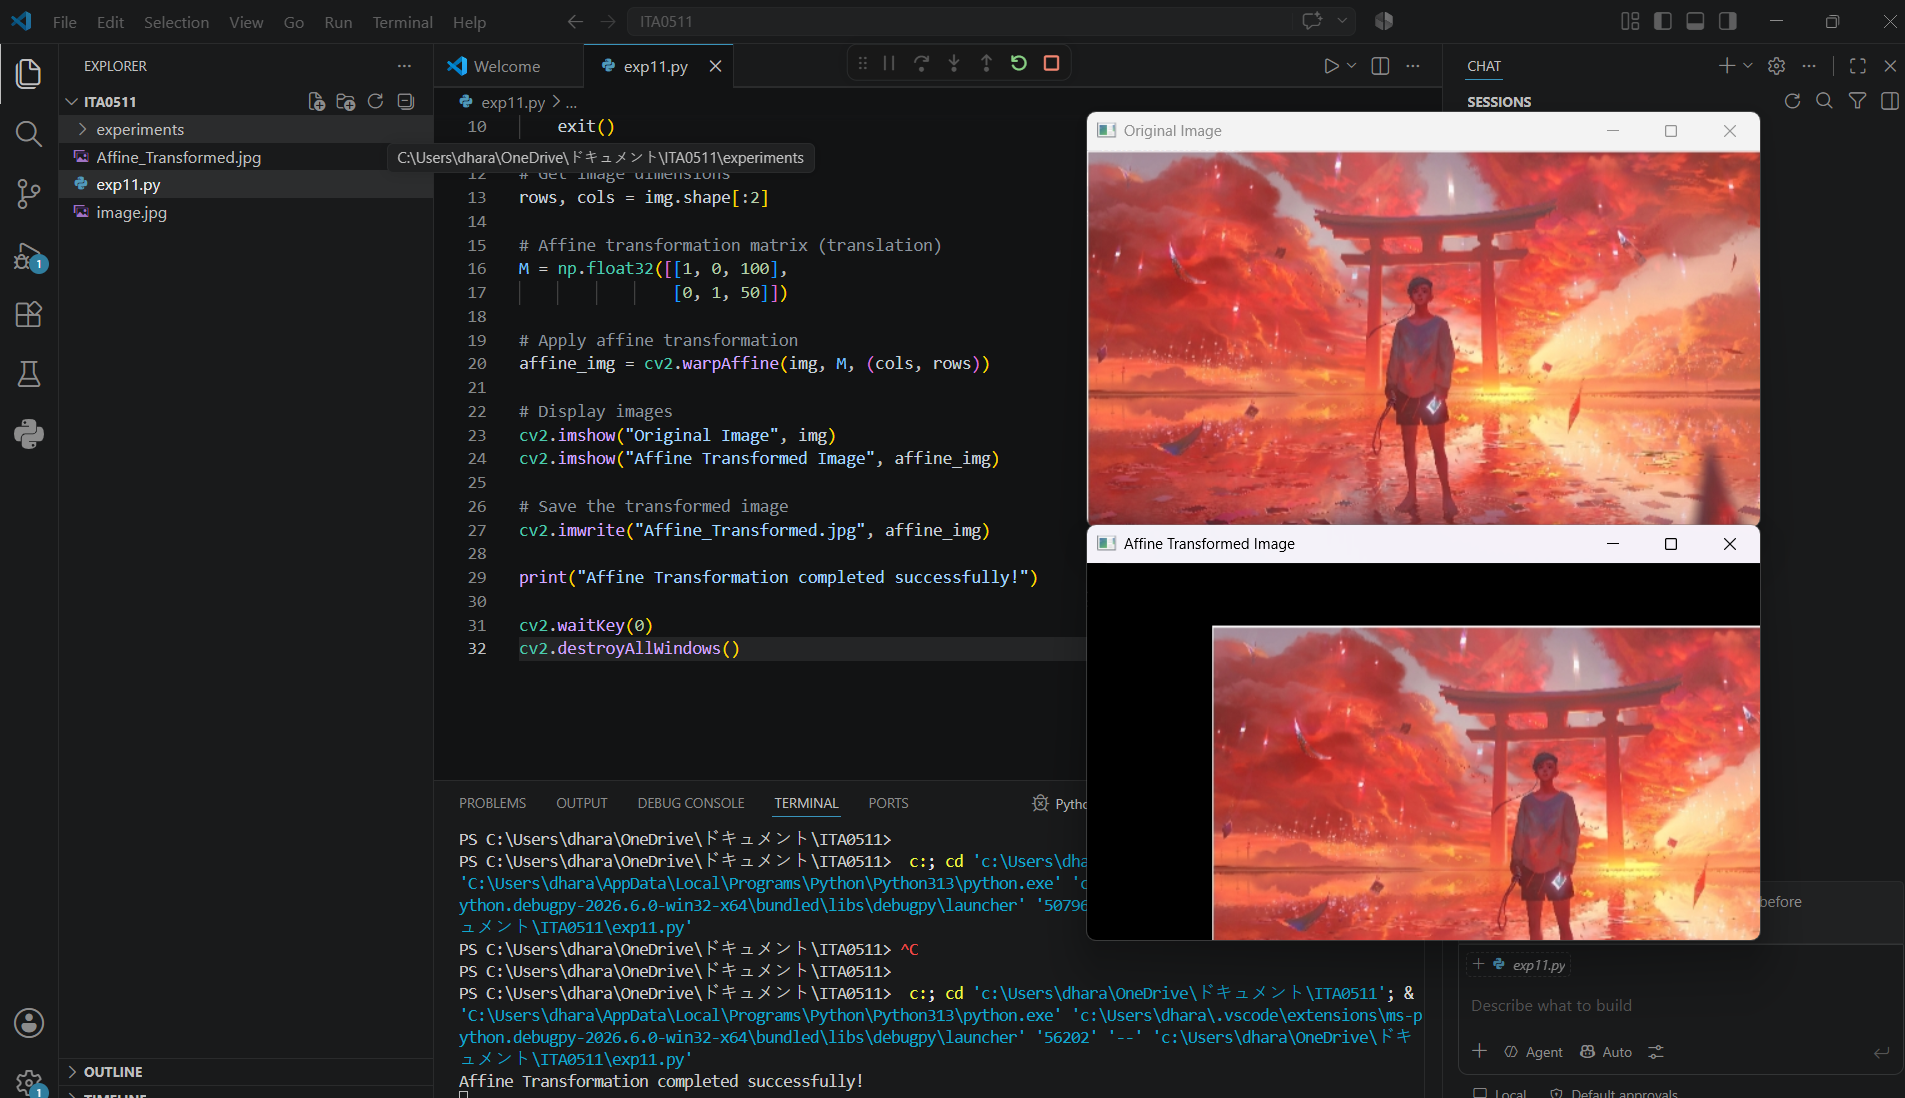 File Edit Selection View Go Run Terminal Help
ITA0511
EXPLORER
ITA0511
experiments
Affine_Transformed.jpg
exp11.py
image.jpg
OUTLINE
TIMELINE
1
1
Welcome
exp11.py
exp11.py > ...
10 exit()
C:\Users\dhara\OneDrive\ドキュメント\ITA0511\experiments
12 # Get image dimensions
13 rows, cols = img.shape[:2]
14
15 # Affine transformation matrix (translation)
16 M = np.float32([[1, 0, 100],
17 [0, 1, 50]])
18
19 # Apply affine transformation
20 affine_img = cv2.warpAffine(img, M, (cols, rows))
21
22 # Display images
23 cv2.imshow("Original Image", img)
24 cv2.imshow("Affine Transformed Image", affine_img)
25
26 # Save the transformed image
27 cv2.imwrite("Affine_Transformed.jpg", affine_img)
28
29 print("Affine Transformation completed successfully!")
30
31 cv2.waitKey(0)
32 cv2.destroyAllWindows()
PROBLEMS OUTPUT DEBUG CONSOLE TERMINAL PORTS
PS C:\Users\dhara\OneDrive\ドキュメント\ITA0511>
PS C:\Users\dhara\OneDrive\ドキュメント\ITA0511> c:; cd 'c:\Users\dha
'C:\Users\dhara\AppData\Local\Programs\Python\Python313\python.exe' 'c
ython.debugpy-2026.6.0-win32-x64\bundled\libs\debugpy\launcher' '50796
ュメント\ITA0511\exp11.py'
PS C:\Users\dhara\OneDrive\ドキュメント\ITA0511> ^C
PS C:\Users\dhara\OneDrive\ドキュメント\ITA0511>
PS C:\Users\dhara\OneDrive\ドキュメント\ITA0511> c:; cd 'c:\Users\dhara\OneDrive\ドキュメント\ITA0511'; &
'C:\Users\dhara\AppData\Local\Programs\Python\Python313\python.exe' 'c:\Users\dhara\.vscode\extensions\ms-p
ython.debugpy-2026.6.0-win32-x64\bundled\libs\debugpy\launcher' '56202' '--' 'c:\Users\dhara\OneDrive\ドキ
ュメント\ITA0511\exp11.py'
Affine Transformation completed successfully!
Original Image
Affine Transformed Image
CHAT
SESSIONS
before
exp11.py
Describe what to build
Agent Auto
Local Default approvals